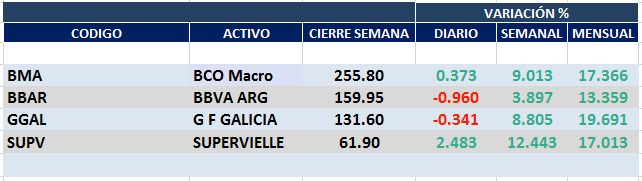 VARIACIÓN %
CODIGO ACTIVO CIERRE SEMANA DIARIO SEMANAL MENSUAL
BMA BCO Macro 255.80 0.373 9.013 17.366
BBAR BBVA ARG 159.95 -0.960 3.897 13.359
GGAL G F GALICIA 131.60 -0.341 8.805 19.691
SUPV SUPERVIELLE 61.90 2.483 12.443 17.013